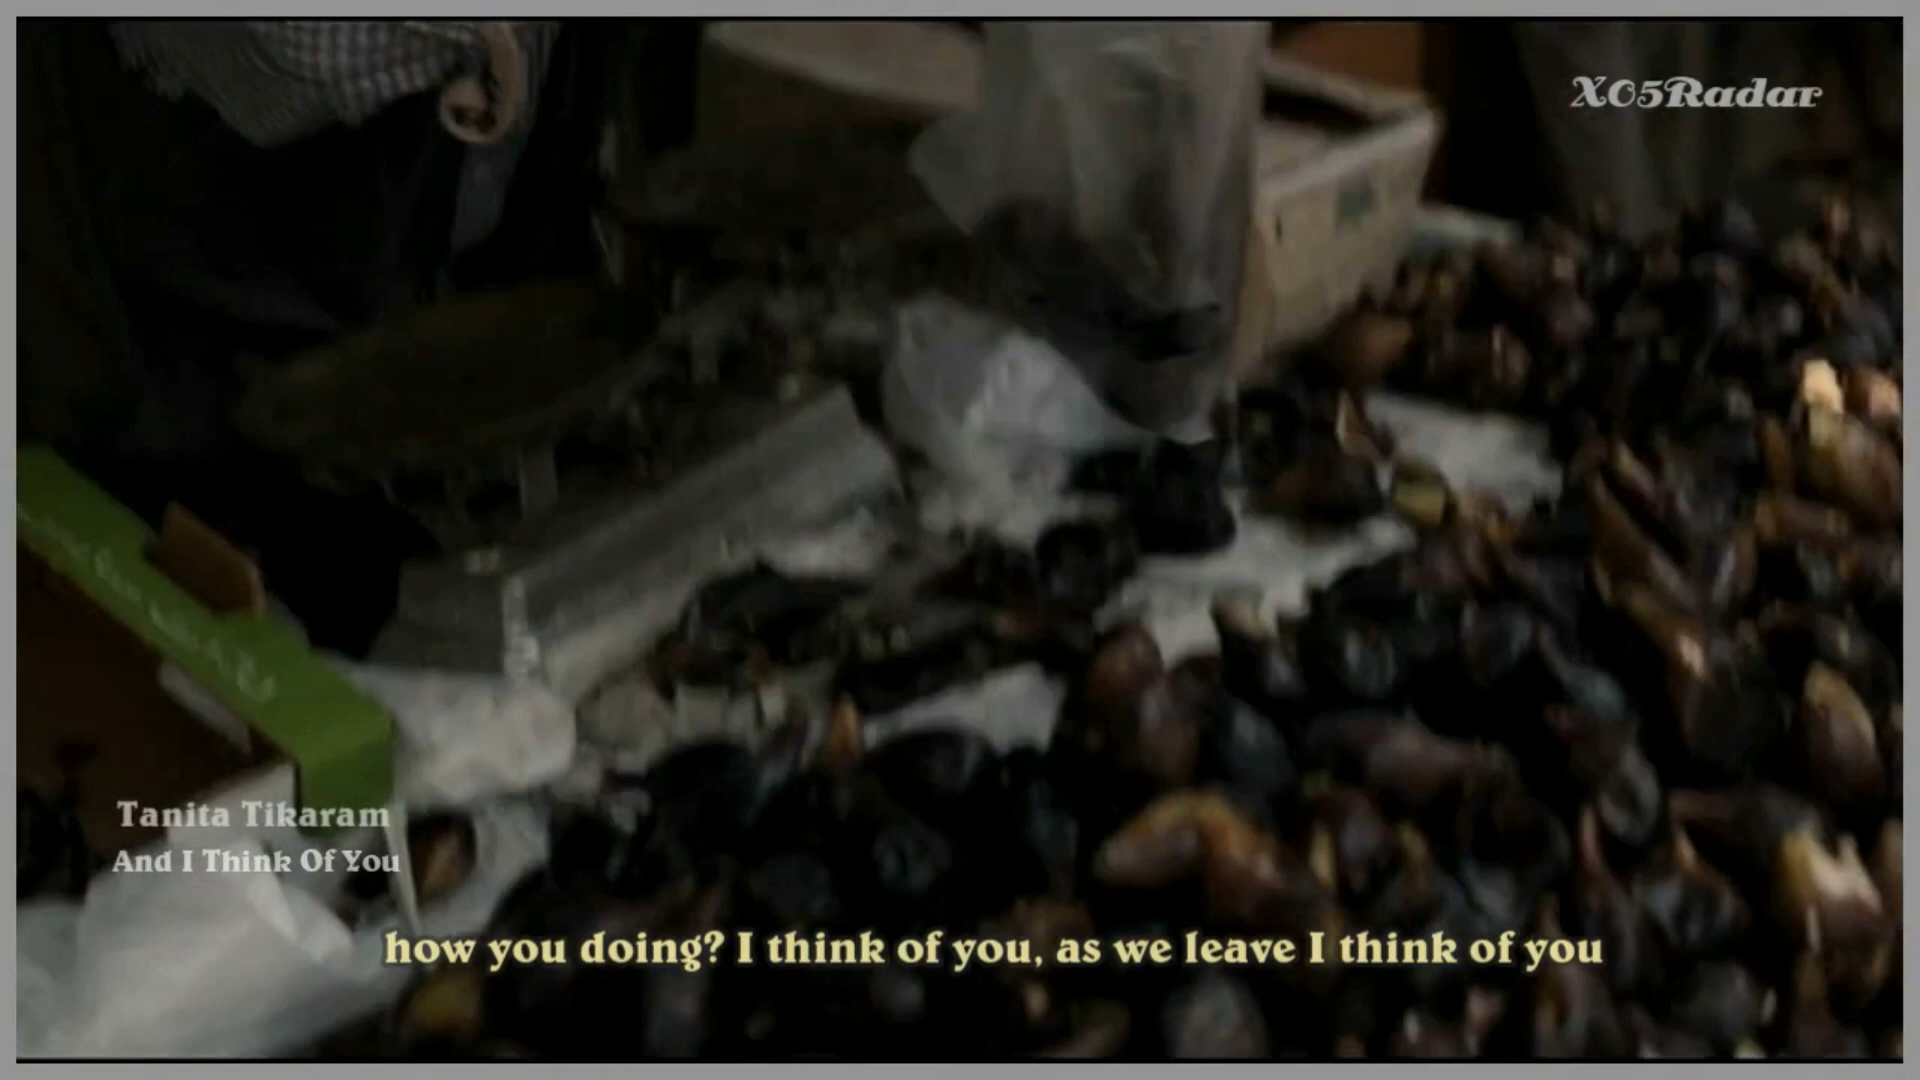 X05Radar
Tanita Tikaram
And I Think Of You
how you doing? I think of you, as we leave I think of you